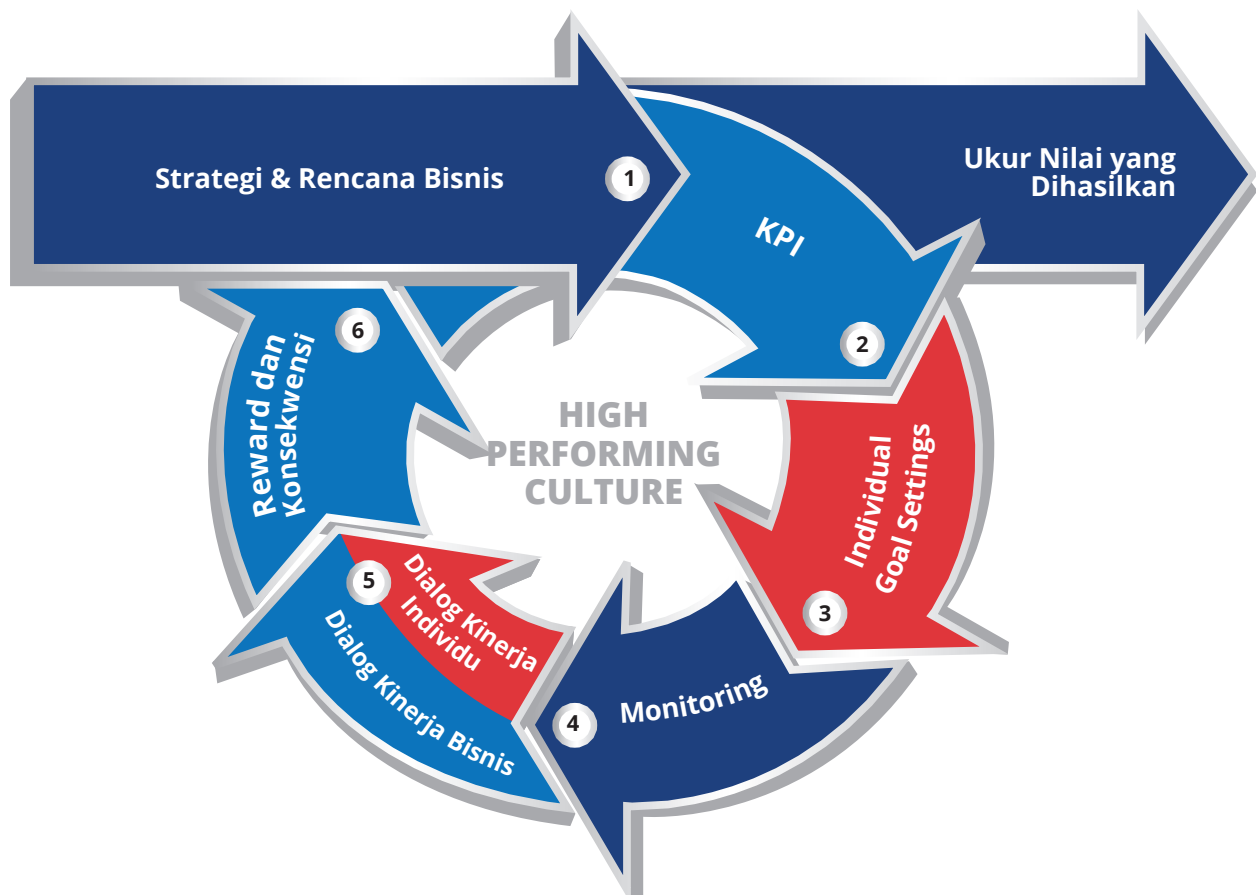 Strategi & Rencana Bisnis
1
Ukur Nilai yang
Dihasilkan
KPI
2
Individual
Goal Settings
3
Monitoring
4
Dialog Kinerja
Individu
Dialog Kinerja Bisnis
5
Reward dan
Konsekwensi
6
HIGH
PERFORMING
CULTURE